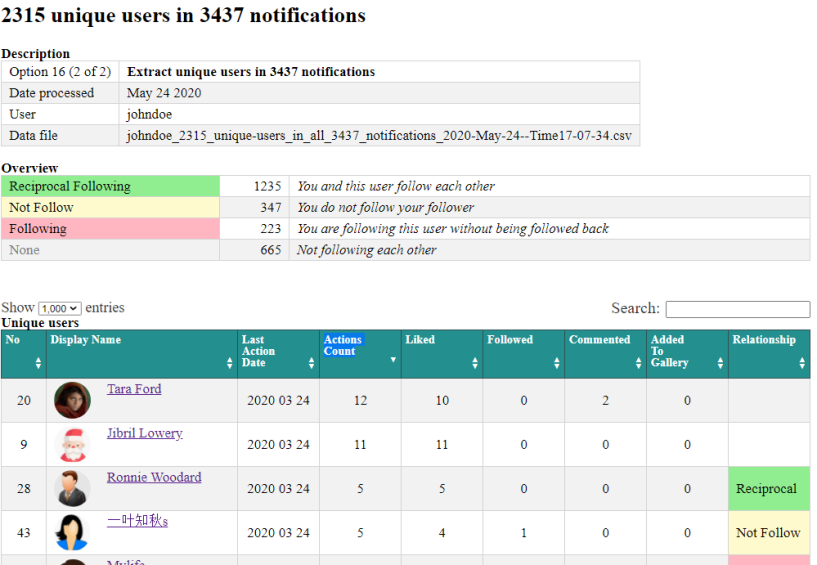 2315 unique users in 3437 notifications
Description
Option 16 (2 of 2) Extract unique users in 3437 notifications
Date processed May 24 2020
User johndoe
Data file johndoe_2315_unique-users_in_all_3437_notifications_2020-May-24--Time17-07-34.csv
Overview
Reciprocal Following 1235 You and this user follow each other
Not Follow 347 You do not follow your follower
Following 223 You are following this user without being followed back
None 665 Not following each other
Show 1,000 entries Search:
Unique users
No Display Name Last Action Date Actions Count Liked Followed Commented Added To Gallery Relationship
20 Tara Ford 2020 03 24 12 10 0 2 0
9 Jibril Lowery 2020 03 24 11 11 0 0 0
28 Ronnie Woodard 2020 03 24 5 5 0 0 0 Reciprocal
43 一叶知秋s 2020 03 24 5 4 1 0 0 Not Follow